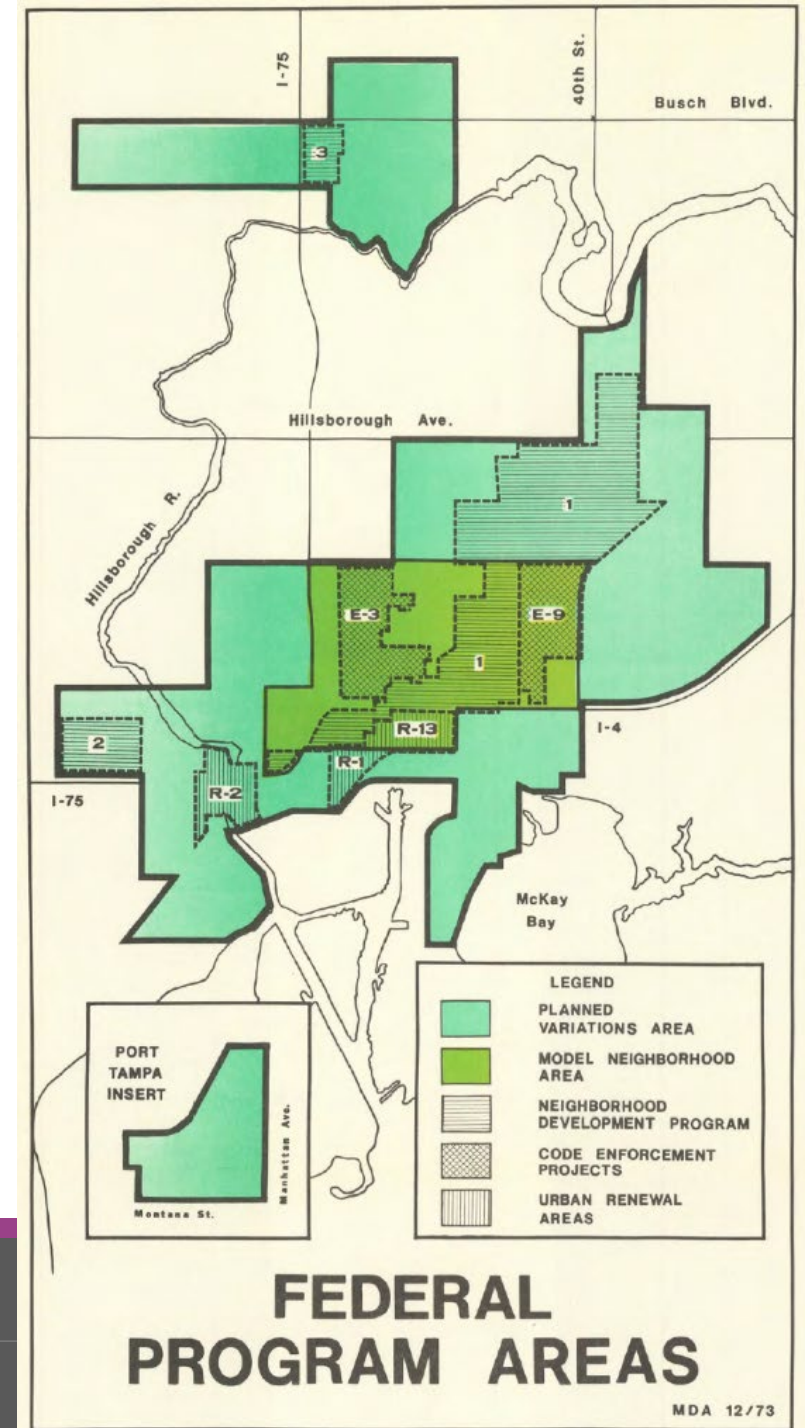 I-75
40th St.
Busch Blvd.
3
Hillsborough Ave.
Hillsborough R.
1
E-3
E-9
1
2
R-13
I-4
R-1
R-2
I-75
McKay
Bay
LEGEND
PLANNED
VARIATIONS AREA
MODEL NEIGHBORHOOD
AREA
NEIGHBORHOOD
DEVELOPMENT PROGRAM
CODE ENFORCEMENT
PROJECTS
URBAN RENEWAL
AREAS
PORT
TAMPA
INSERT
Manhattan Ave.
Montana St.
FEDERAL
PROGRAM AREAS
MDA 12/73